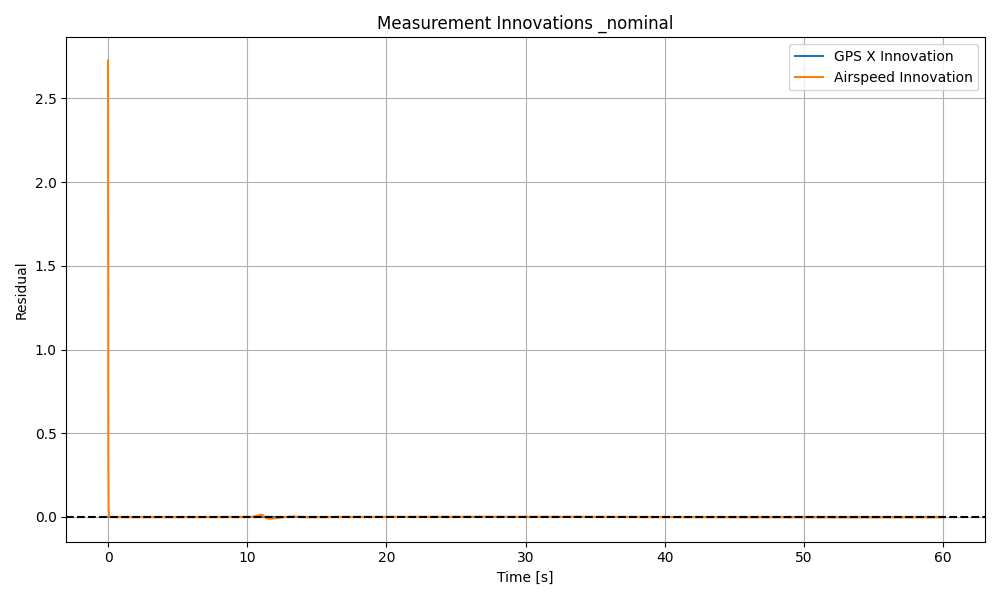 Measurement Innovations _nominal
GPS X Innovation
Airspeed Innovation
Residual
2.5
2.0
1.5
1.0
0.5
0.0
0 10 20 30 40 50 60
Time [s]